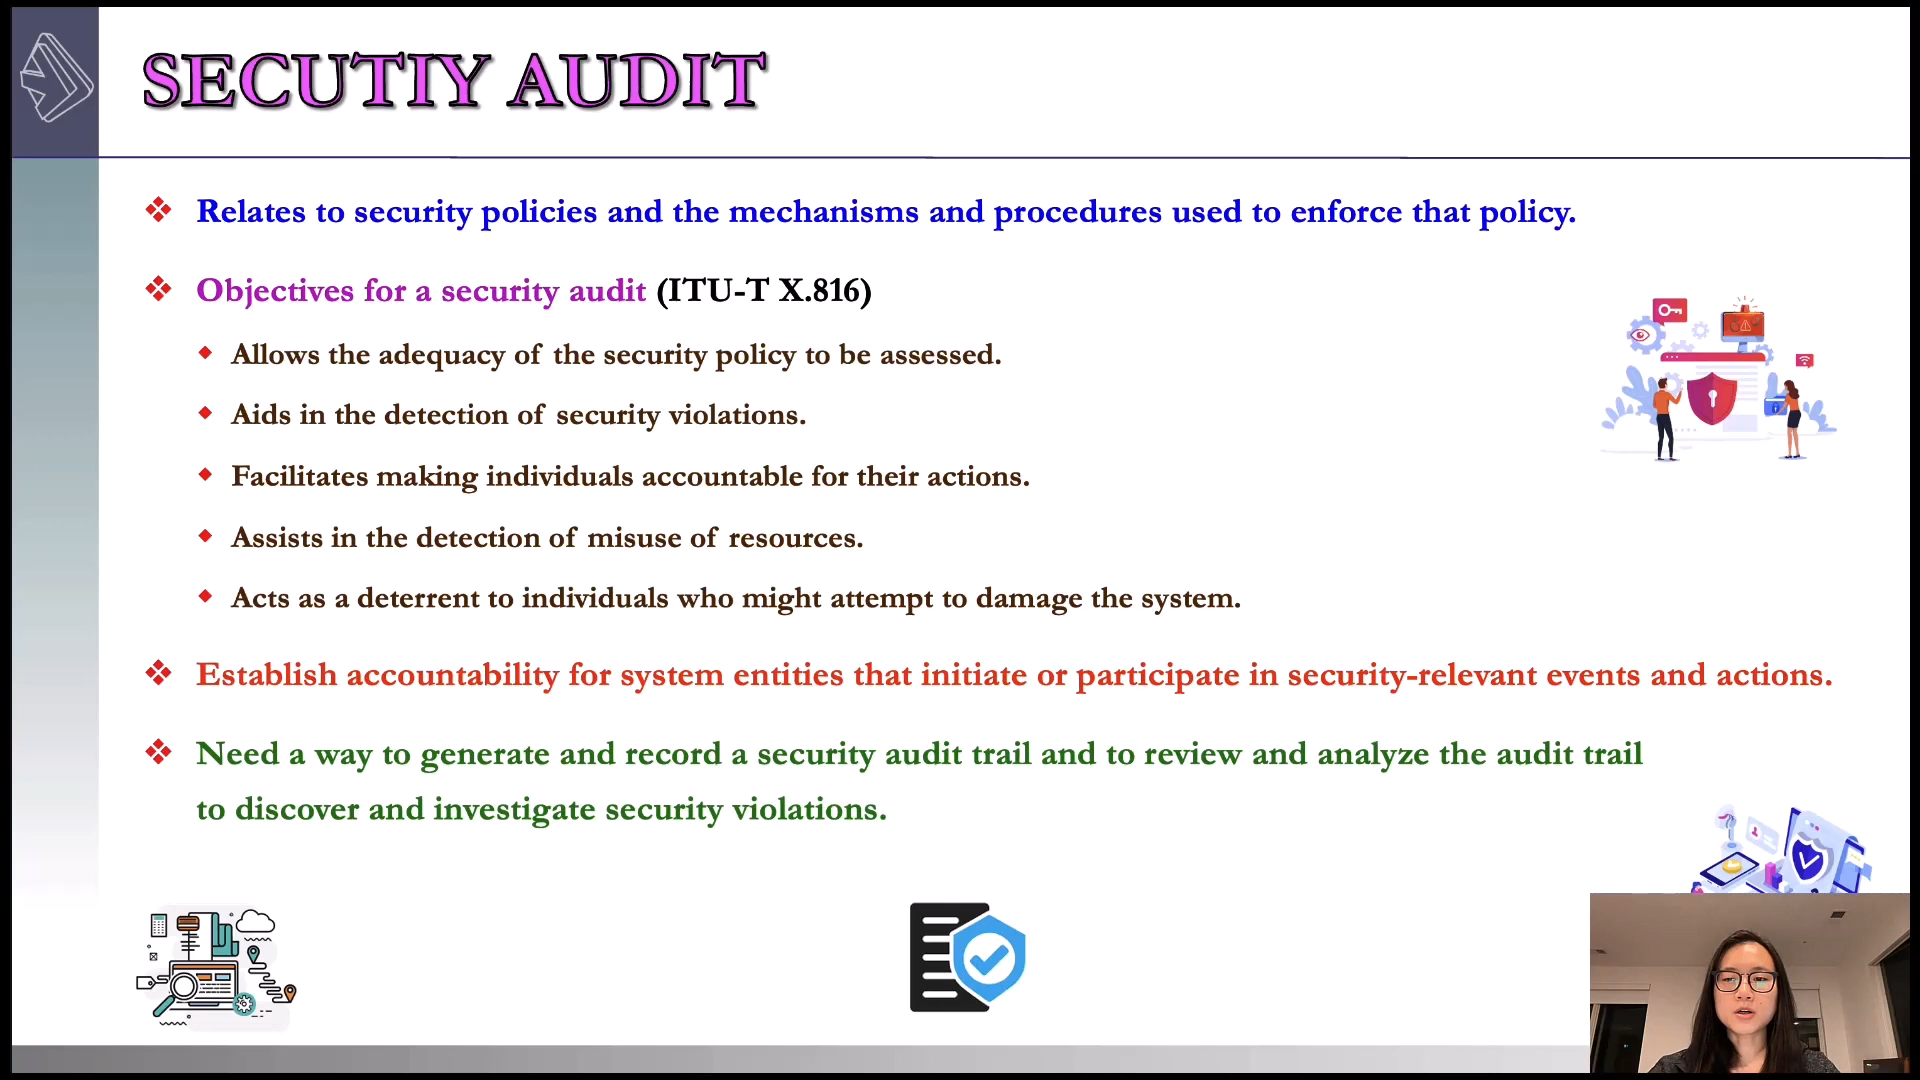 SECUTIY AUDIT
Relates to security policies and the mechanisms and procedures used to enforce that policy.
Objectives for a security audit (ITU-T X.816)
Allows the adequacy of the security policy to be assessed.
Aids in the detection of security violations.
Facilitates making individuals accountable for their actions.
Assists in the detection of misuse of resources.
Acts as a deterrent to individuals who might attempt to damage the system.
Establish accountability for system entities that initiate or participate in security-relevant events and actions.
Need a way to generate and record a security audit trail and to review and analyze the audit trail
to discover and investigate security violations.